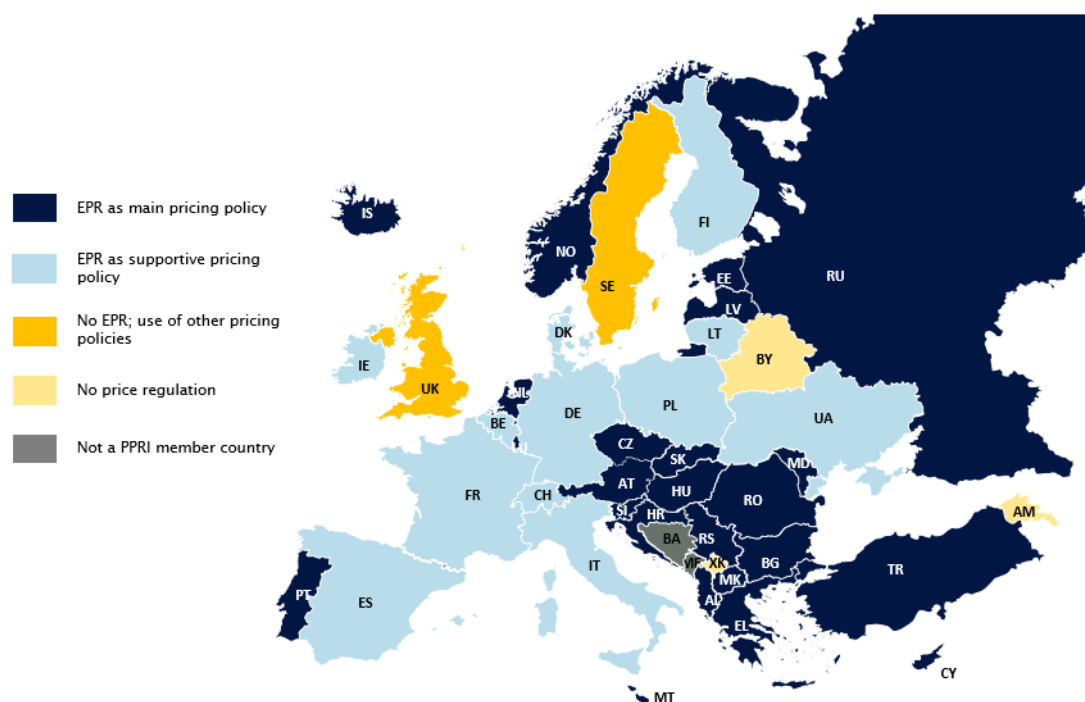 EPR as main pricing policy
EPR as supportive pricing
policy
No EPR; use of other pricing
policies
No price regulation
Not a PPRI member country
IS
NO
SE
FI
RU
EE
LV
LT
DK
IE
UK
BY
NL
BE
DE
PL
UA
CZ
SK
MD
FR
CH
AT
HU
RO
SI
HR
BA
RS
IT
XK
BG
MK
AL
AM
TR
PT
ES
EL
CY
MT